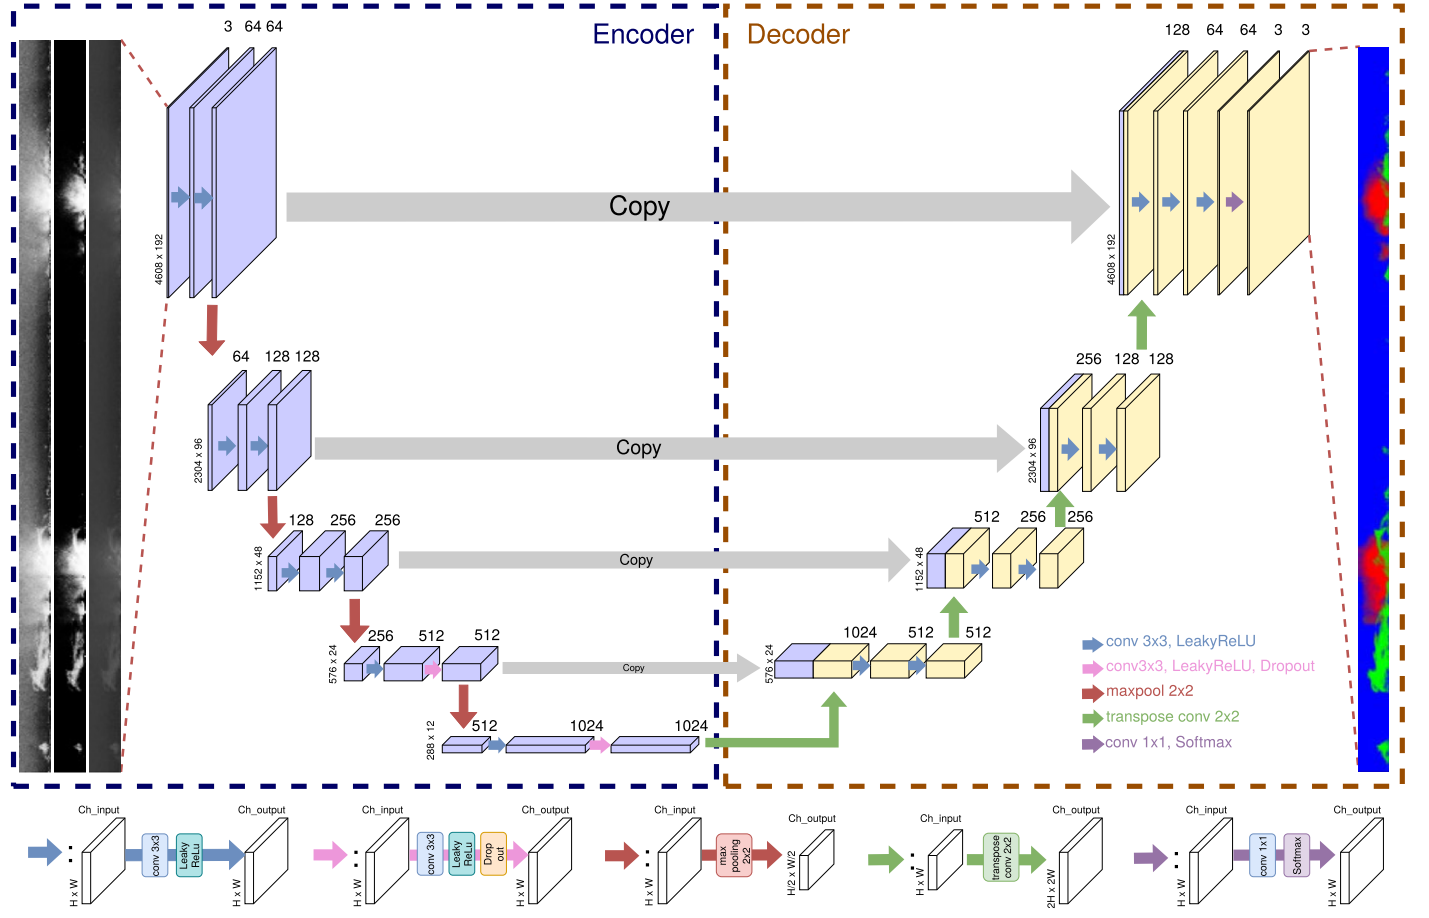 Encoder
Decoder
3 64 64
128 64 64 3 3
4608 x 192
Copy
4608 x 192
64 128 128
256 128 128
2304 x 96
Copy
2304 x 96
128 256 256
512 256 256
1152 x 48
Copy
1152 x 48
256 512 512
1024 512 512
576 x 24
Copy
576 x 24
512 1024 1024
288 x 12
conv 3x3, LeakyReLU
conv3x3, LeakyReLU, Dropout
maxpool 2x2
transpose conv 2x2
conv 1x1, Softmax
Ch_input
H x W
conv 3x3
Leaky
ReLu
Ch_output
H x W
Ch_input
H x W
conv 3x3
Leaky
ReLu
Drop
out
Ch_output
H x W
Ch_input
H x W
max
pooling
2x2
Ch_output
H/2 x W/2
Ch_input
H x W
transpose
conv 2x2
Ch_output
2H x 2W
Ch_input
H x W
conv 1x1
Softmax
Ch_output
H x W